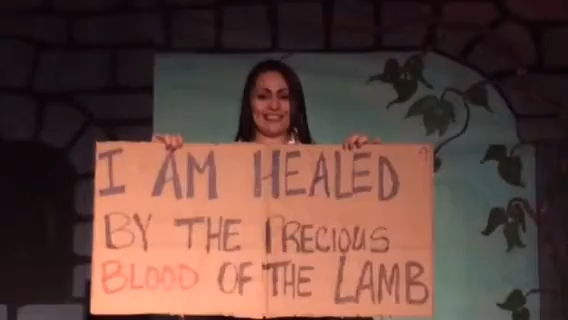 I AM HEALED
BY THE PRECIOUS
BLOOD OF THE LAMB